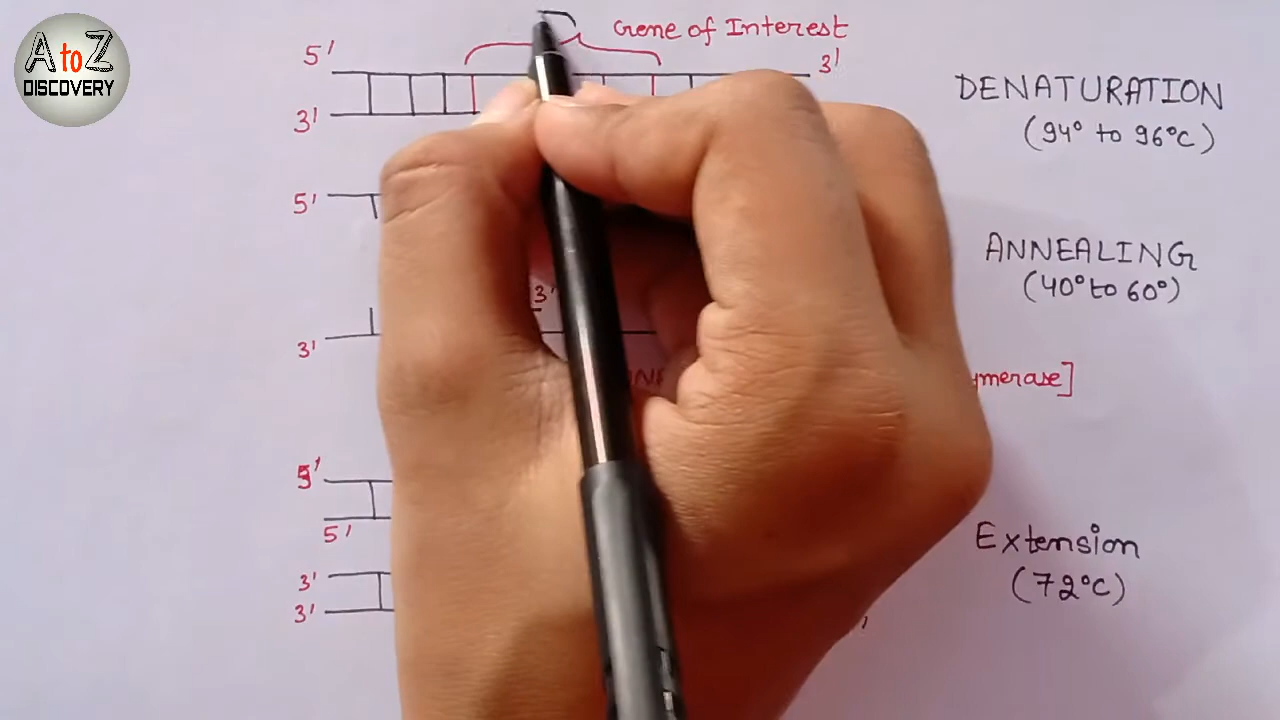 A to Z
DISCOVERY
Gene of Interest
5'
3'
3'
DENATURATION
(94° to 96°C)
5'
ANNEALING
(40° to 60°)
3'
3'
merase]
5'
5'
Extension
(72°C)
3'
3'